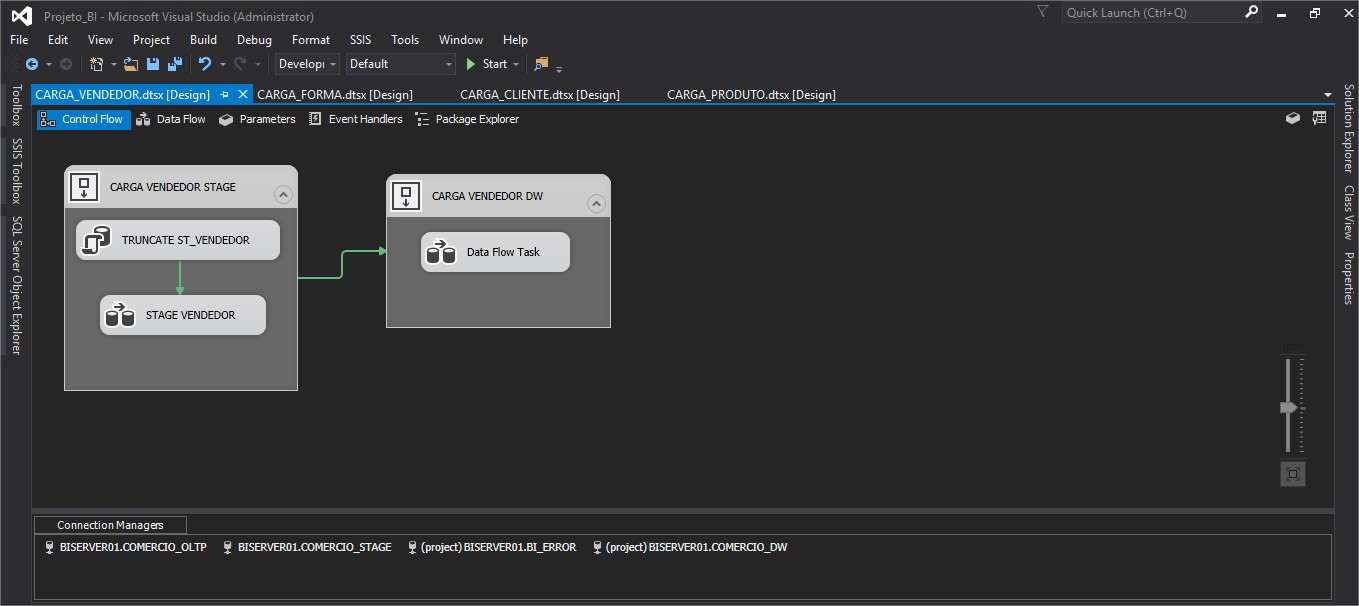 Projeto_BI - Microsoft Visual Studio (Administrator)
Quick Launch (Ctrl+Q)
File Edit View Project Build Debug Format SSIS Tools Window Help
Develop Default Start
CARGA_VENDEDOR.dtsx [Design] CARGA_FORMA.dtsx [Design] CARGA_CLIENTE.dtsx [Design] CARGA_PRODUTO.dtsx [Design]
Control Flow Data Flow Parameters Event Handlers Package Explorer
Toolbox
SSIS Toolbox
SQL Server Object Explorer
CARGA VENDEDOR STAGE
TRUNCATE ST_VENDEDOR
STAGE VENDEDOR
CARGA VENDEDOR DW
Data Flow Task
Solution Explorer
Class View
Properties
Connection Managers
BISERVER01.COMERCIO_OLTP BISERVER01.COMERCIO_STAGE (project) BISERVER01.BI_ERROR (project) BISERVER01.COMERCIO_DW